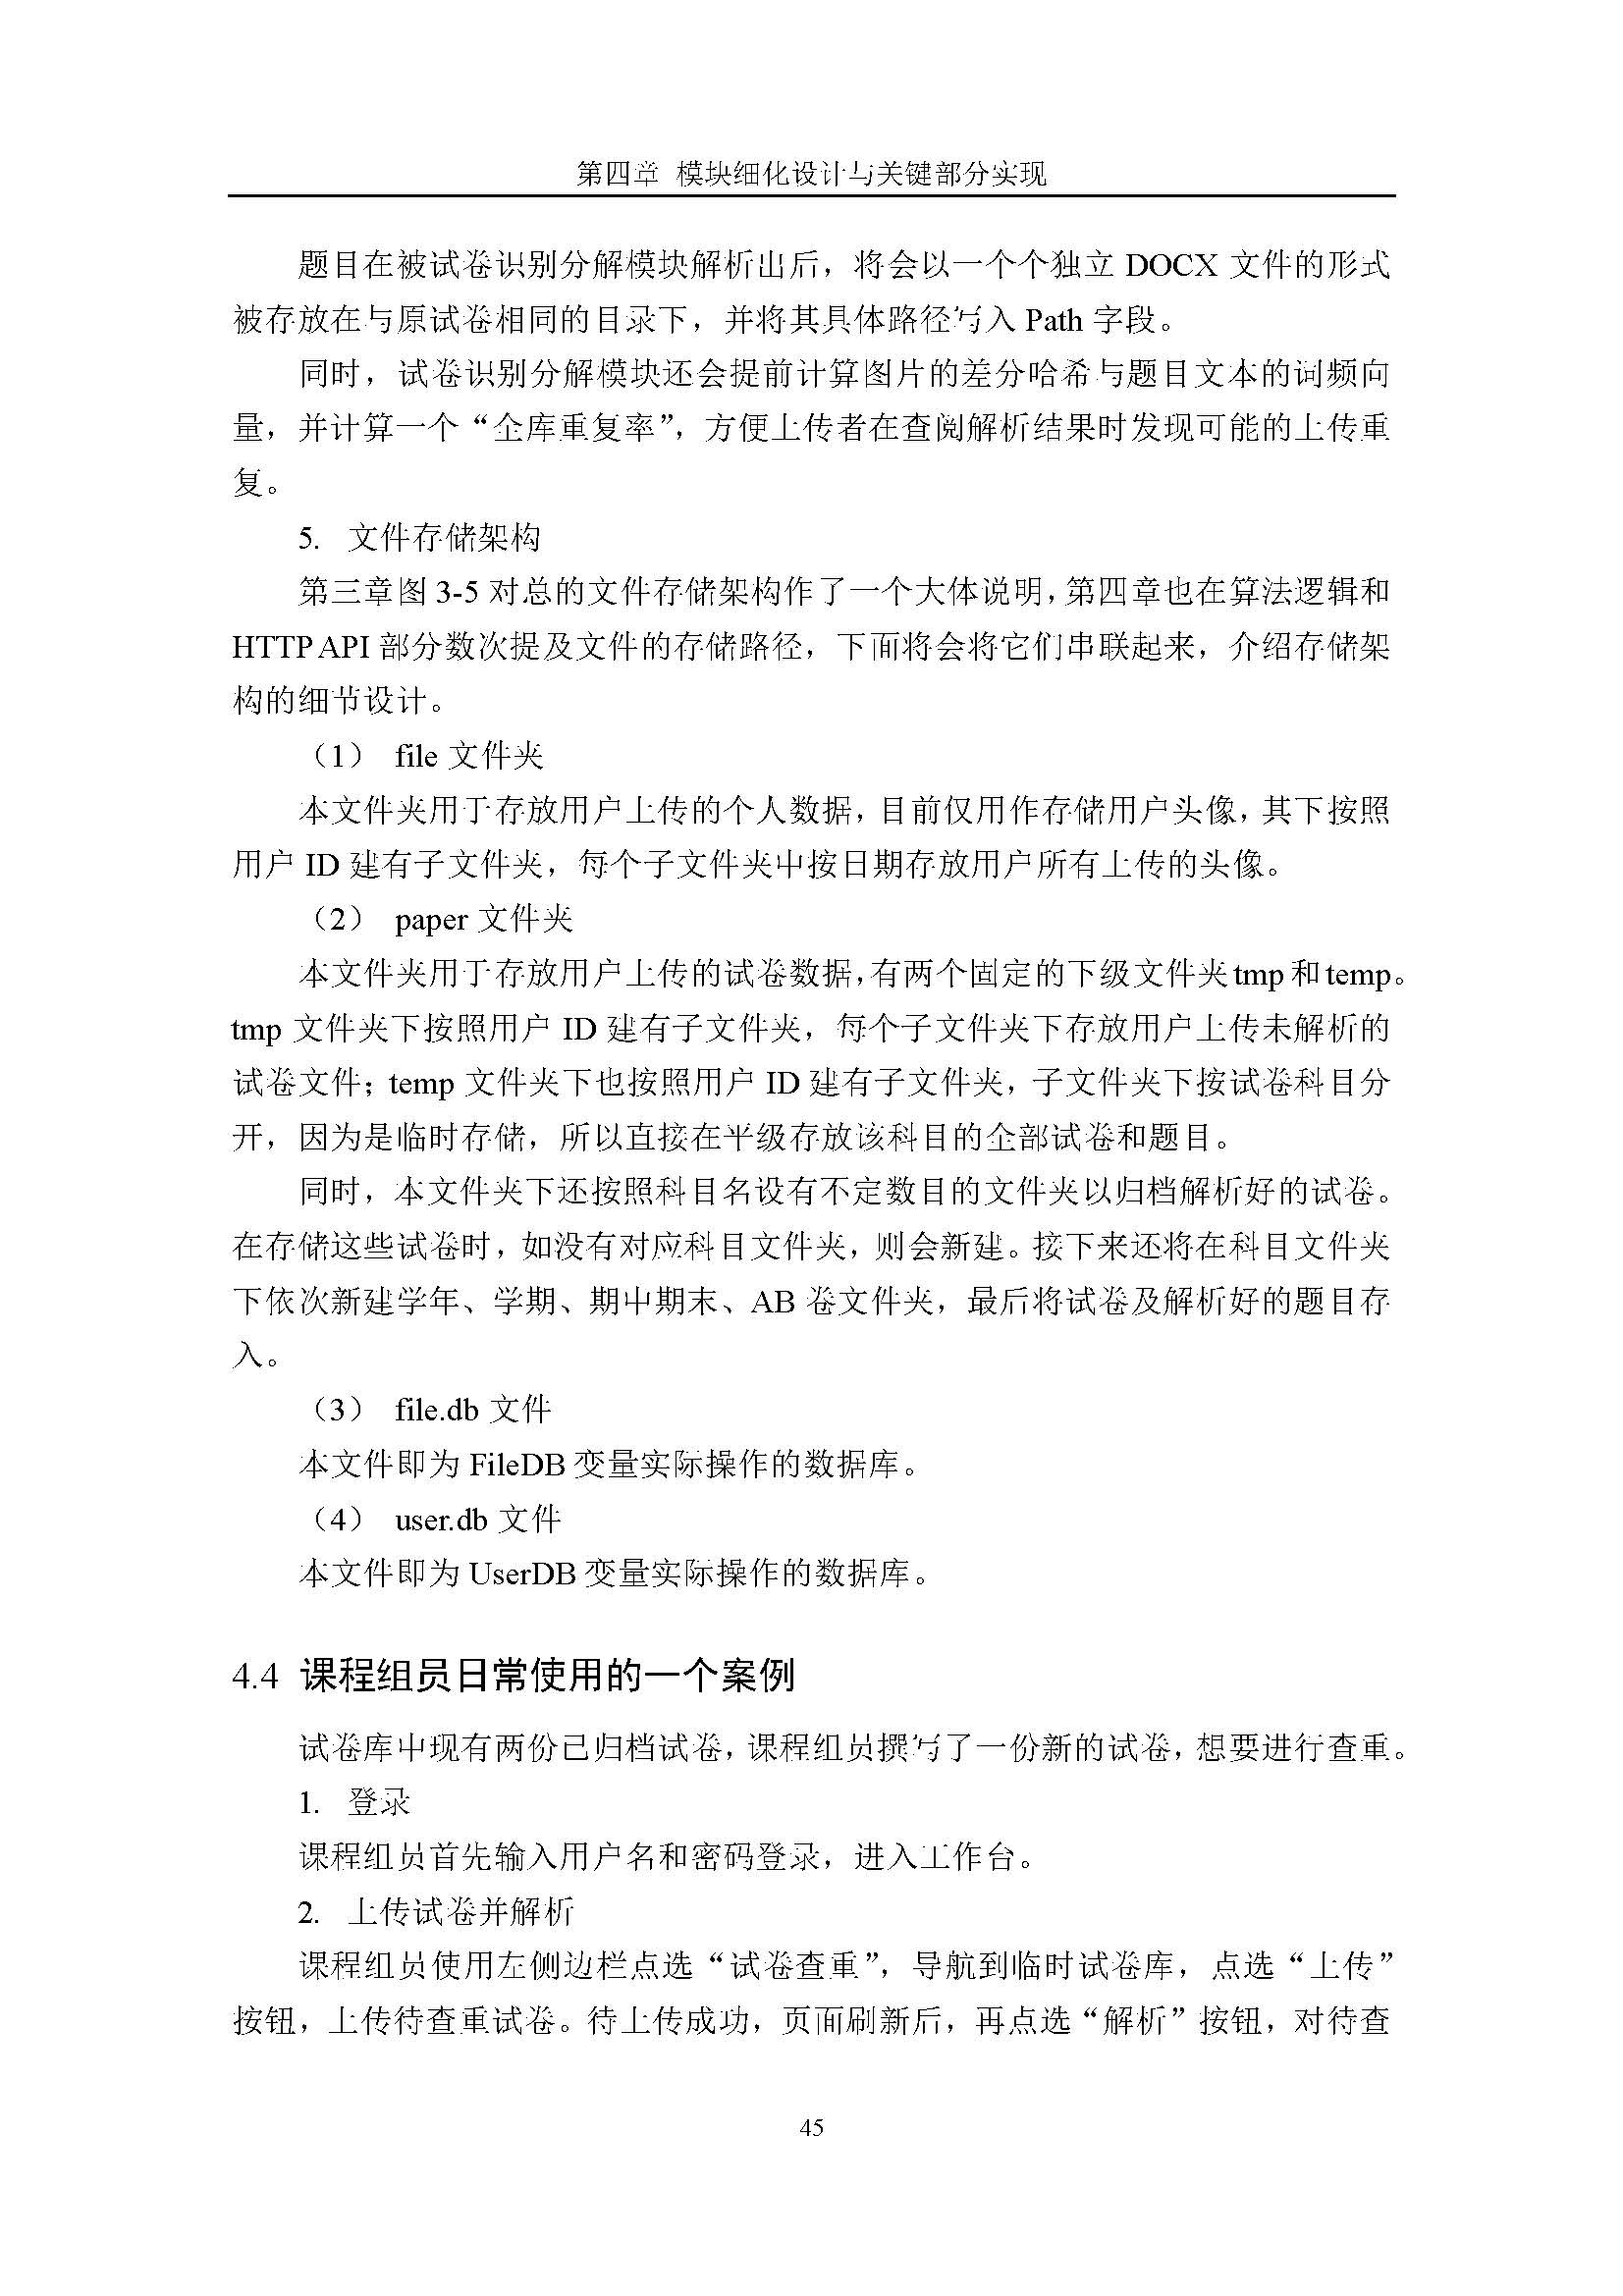 第四章 模块细化设计与关键部分实现
题目在被试卷识别分解模块解析出后，将会以一个个独立 DOCX 文件的形式
被存放在与原试卷相同的目录下，并将其具体路径写入 Path 字段。
同时，试卷识别分解模块还会提前计算图片的差分哈希与题目文本的词频向
量，并计算一个“全库重复率”，方便上传者在查阅解析结果时发现可能的上传重
复。
5. 文件存储架构
第三章图 3-5 对总的文件存储架构作了一个大体说明，第四章也在算法逻辑和
HTTP API 部分数次提及文件的存储路径，下面将会将它们串联起来，介绍存储架
构的细节设计。
（1） file 文件夹
本文件夹用于存放用户上传的个人数据，目前仅用作存储用户头像，其下按照
用户 ID 建有子文件夹，每个子文件夹中按日期存放用户所有上传的头像。
（2） paper 文件夹
本文件夹用于存放用户上传的试卷数据，有两个固定的下级文件夹 tmp 和 temp。
tmp 文件夹下按照用户 ID 建有子文件夹，每个子文件夹下存放用户上传未解析的
试卷文件；temp 文件夹下也按照用户 ID 建有子文件夹，子文件夹下按试卷科目分
开，因为是临时存储，所以直接在平级存放该科目的全部试卷和题目。
同时，本文件夹下还按照科目名设有不定数目的文件夹以归档解析好的试卷。
在存储这些试卷时，如没有对应科目文件夹，则会新建。接下来还将在科目文件夹
下依次新建学年、学期、期中期末、AB 卷文件夹，最后将试卷及解析好的题目存
入。
（3） file.db 文件
本文件即为 FileDB 变量实际操作的数据库。
（4） user.db 文件
本文件即为 UserDB 变量实际操作的数据库。
4.4 课程组员日常使用的一个案例
试卷库中现有两份已归档试卷，课程组员撰写了一份新的试卷，想要进行查重。
1. 登录
课程组员首先输入用户名和密码登录，进入工作台。
2. 上传试卷并解析
课程组员使用左侧边栏点选“试卷查重”，导航到临时试卷库，点选“上传”
按钮，上传待查重试卷。待上传成功，页面刷新后，再点选“解析”按钮，对待查
45